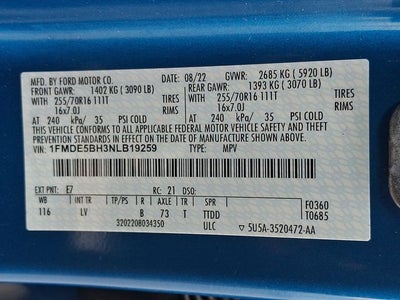 MFD. BY FORD MOTOR CO. 08/22 GVWR: 2685 KG ( 5920 LB)
FRONT GAWR: 1402 KG ( 3090 LB) REAR GAWR: 1393 KG ( 3070 LB)
WITH 255/70R16 111T TIRES WITH 255/70R16 111T TIRES
16x7.0J RIMS 16x7.0J RIMS
AT 240 kPa/ 35 PSI COLD AT 240 kPa/ 35 PSI COLD
THIS VEHICLE CONFORMS TO ALL APPLICABLE FEDERAL MOTOR VEHICLE SAFETY STANDARDS IN EFFECT ON THE DATE OF MANUFACTURE SHOWN ABOVE.
VIN: 1FMDE5BH3NLB19259 TYPE: MPV
EXT PNT: E7 RC: 21 DSO: F0360
WB INT TR TP/PS R AXLE TR SPR T0685
116 LV B 73 T TTDD
3202208034350 ULC ▽ 5U5A-3520472-AA